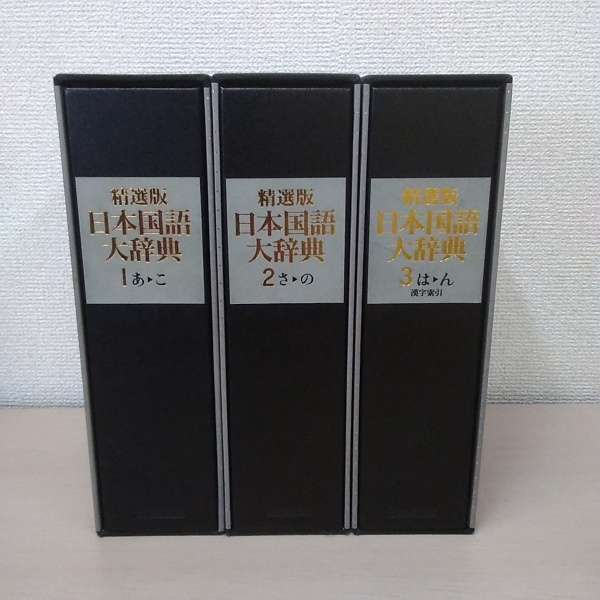 精選版
日本国語
大辞典
1 あ▶こ
精選版
日本国語
大辞典
2 さ▶の
精選版
日本国語
大辞典
3 は▶ん
漢字索引